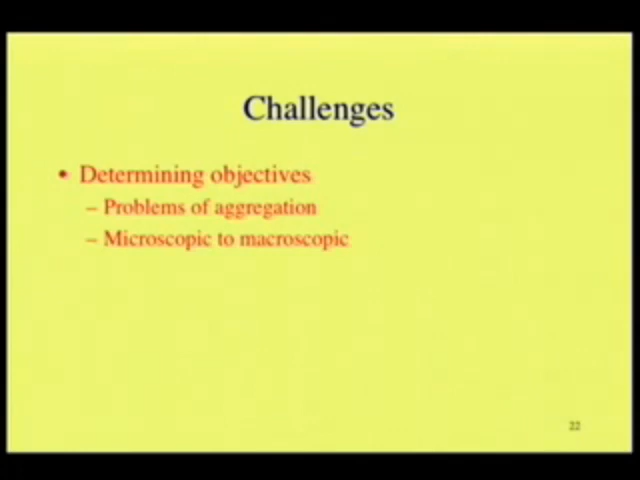 Challenges
• Determining objectives
– Problems of aggregation
– Microscopic to macroscopic
22